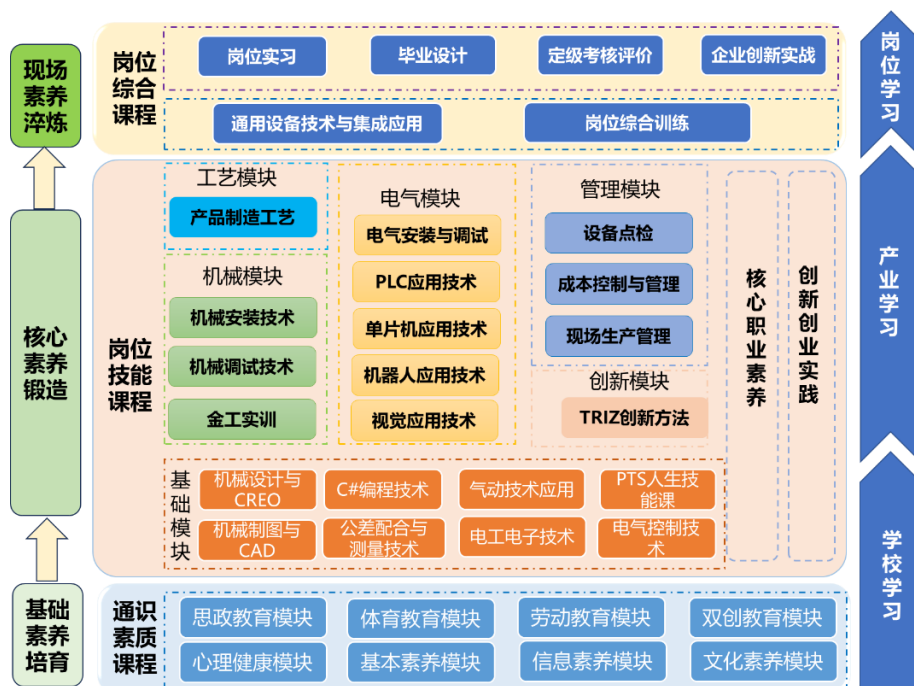 现场
素养
淬炼
岗位
综合
课程
岗位实习
毕业设计
定级考核评价
企业创新实战
通用设备技术与集成应用
岗位综合训练
岗位学习
核心
素养
锻造
岗位
技能
课程
工艺模块
产品制造工艺
机械模块
机械安装技术
机械调试技术
金工实训
电气模块
电气安装与调试
PLC应用技术
单片机应用技术
机器人应用技术
视觉应用技术
管理模块
设备点检
成本控制与管理
现场生产管理
创新模块
TRIZ创新方法
核心职业素养
创新创业实践
产业学习
基础模块
机械设计与
CREO
C#编程技术
气动技术应用
PTS人生技
能课
机械制图与
CAD
公差配合与
测量技术
电工电子技术
电气控制技
术
学校学习
基础
素养
培育
通识
素质
课程
思政教育模块
体育教育模块
劳动教育模块
双创教育模块
心理健康模块
基本素养模块
信息素养模块
文化素养模块